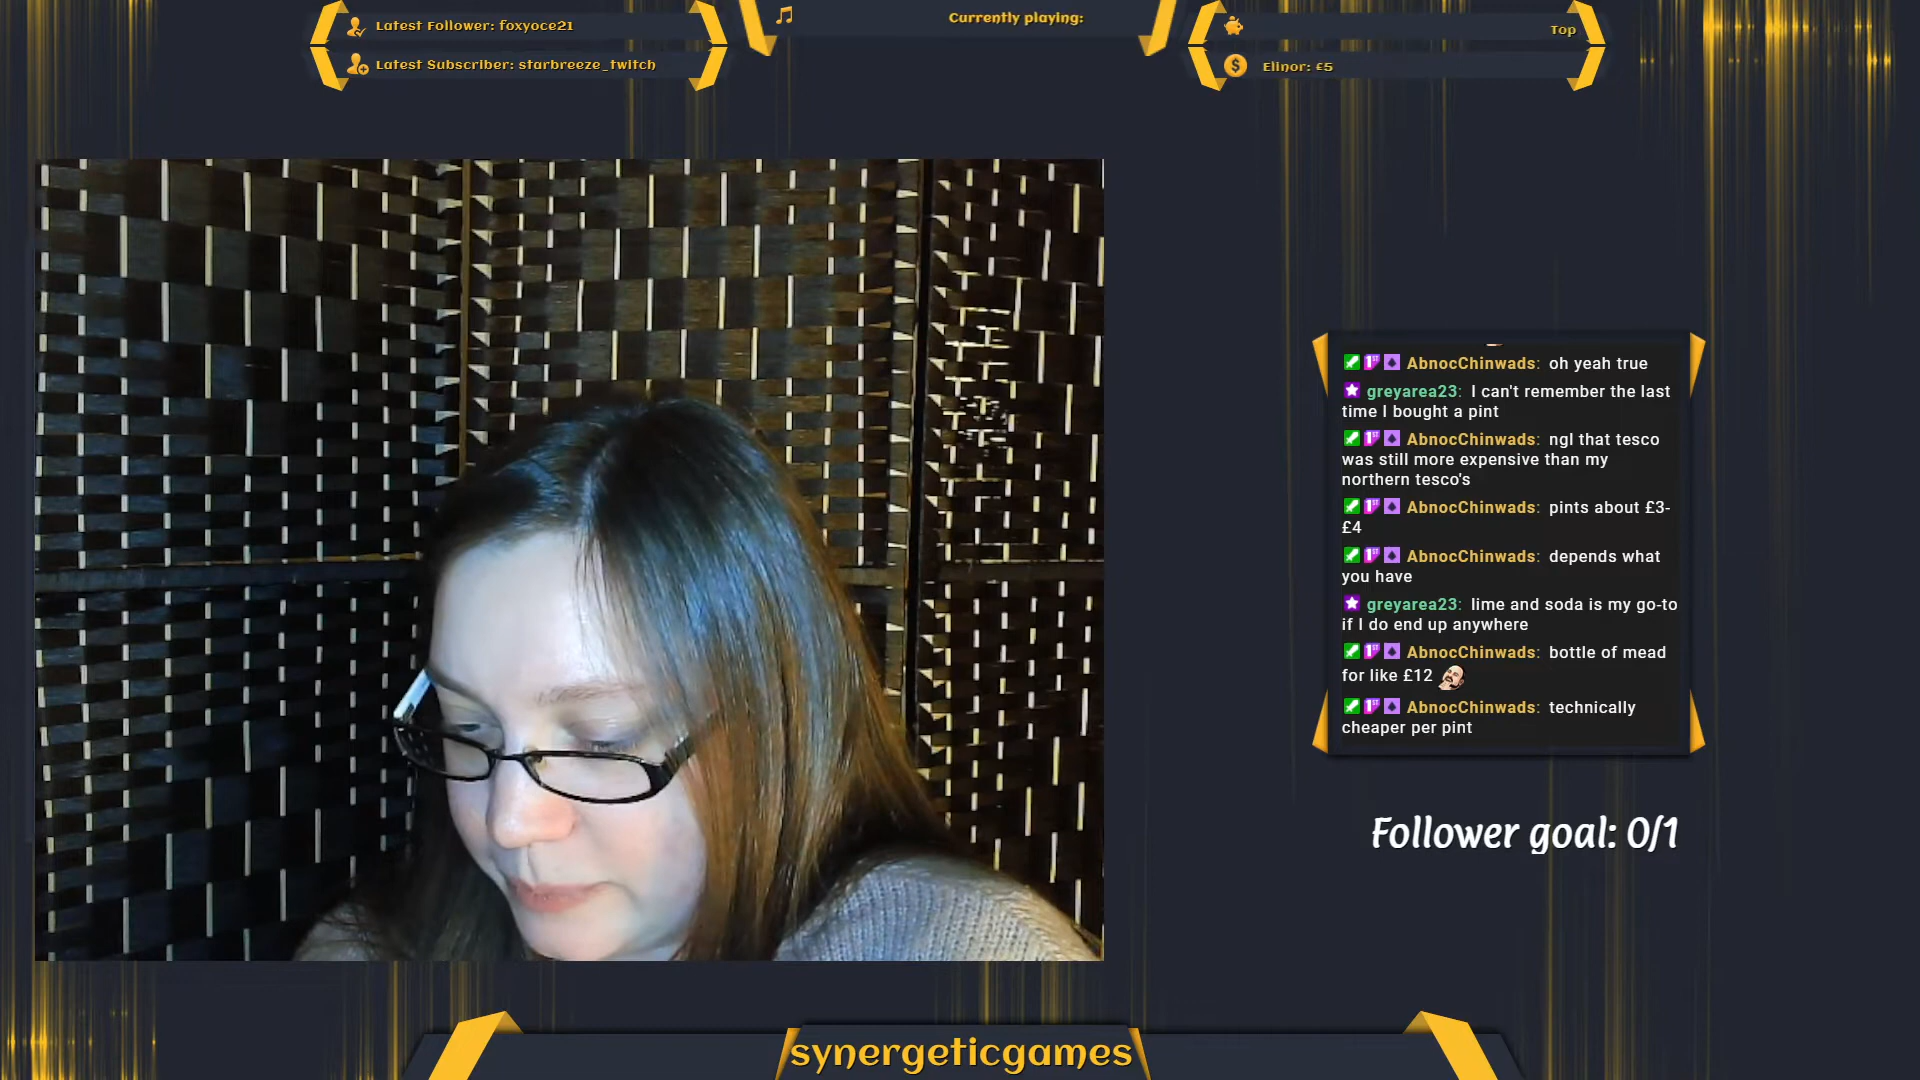 Latest Follower: foxyoce21
Latest Subscriber: starbreeze_twitch
Currently playing:
Top
Elinor: £5
AbnocChinwads: oh yeah true
greyarea23: I can't remember the last
time I bought a pint
AbnocChinwads: ngl that tesco
was still more expensive than my
northern tesco's
AbnocChinwads: pints about £3-
£4
AbnocChinwads: depends what
you have
greyarea23: lime and soda is my go-to
if I do end up anywhere
AbnocChinwads: bottle of mead
for like £12
AbnocChinwads: technically
cheaper per pint
Follower goal: 0/1
synergeticgames